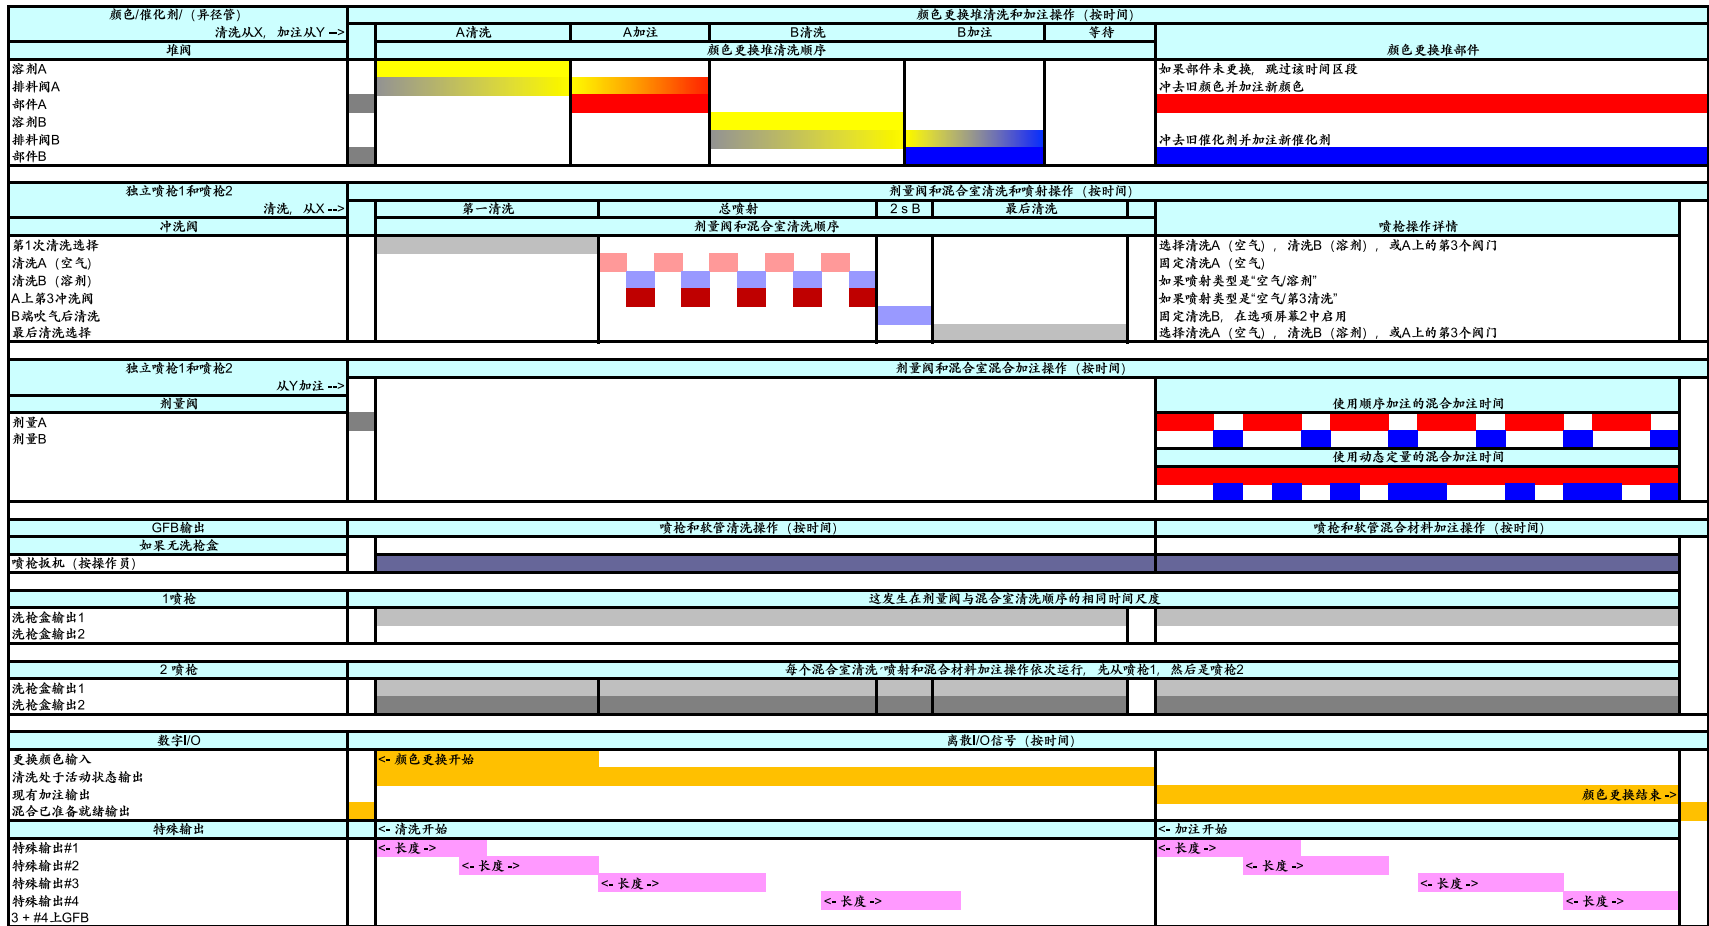 颜色/催化剂/（异径管）
颜色更换堆清洗和加注操作（按时间）
清洗从X，加注从Y -->
A清洗
A加注
B清洗
B加注
等待
堆阀
颜色更换堆清洗顺序
颜色更换堆部件
溶剂A
如果部件未更换，跳过该时间区段
排料阀A
冲去旧颜色并加注新颜色
部件A
溶剂B
排料阀B
冲去旧催化剂并加注新催化剂
部件B
独立喷枪1和喷枪2
剂量阀和混合室清洗和喷射操作（按时间）
清洗，从X -->
第一清洗
总喷射
2 s B
最后清洗
冲洗阀
剂量阀和混合室清洗顺序
喷枪操作详情
第1次清洗选择
选择清洗A（空气），清洗B（溶剂），或A上的第3个阀门
清洗A（空气）
固定清洗A（空气）
清洗B（溶剂）
如果喷射类型是“空气/溶剂”
A上第3冲洗阀
如果喷射类型是“空气/第3清洗”
B端吹气后清洗
固定清洗B，在选项屏幕2中启用
最后清洗选择
选择清洗A（空气），清洗B（溶剂），或A上的第3个阀门
独立喷枪1和喷枪2
剂量阀和混合室混合加注操作（按时间）
从Y加注 -->
剂量阀
使用顺序加注的混合加注时间
剂量A
剂量B
使用动态定量的混合加注时间
GFB输出
喷枪和软管清洗操作（按时间）
喷枪和软管混合材料加注操作（按时间）
如果无洗枪盒
喷枪扳机（按操作员）
1喷枪
这发生在剂量阀与混合室清洗顺序的相同时间尺度
洗枪盒输出1
洗枪盒输出2
2 喷枪
每个混合室清洗/喷射和混合材料加注操作依次运行，先从喷枪1，然后是喷枪2
洗枪盒输出1
洗枪盒输出2
数字I/O
离散I/O信号（按时间）
更换颜色输入
<- 颜色更换开始
清洗处于活动状态输出
现有加注输出
颜色更换结束 ->
混合已准备就绪输出
特殊输出
<- 清洗开始
<- 加注开始
特殊输出#1
<- 长度 ->
<- 长度 ->
特殊输出#2
<- 长度 ->
<- 长度 ->
特殊输出#3
<- 长度 ->
<- 长度 ->
特殊输出#4
<- 长度 ->
<- 长度 ->
3 + #4上GFB